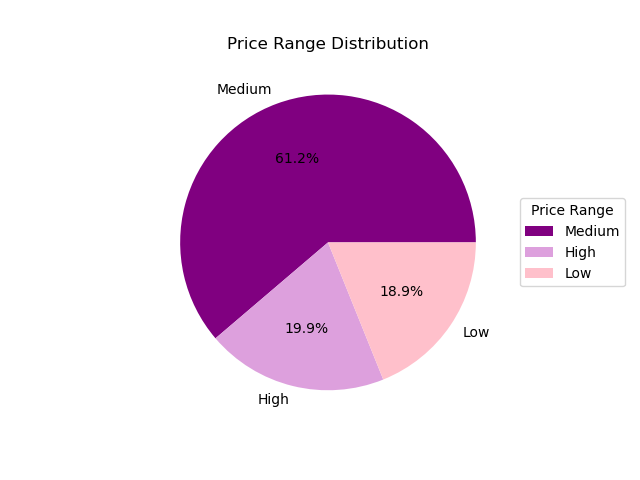 Price Range Distribution
Medium
61.2%
Price Range
Medium
High
Low
18.9%
19.9%
Low
High